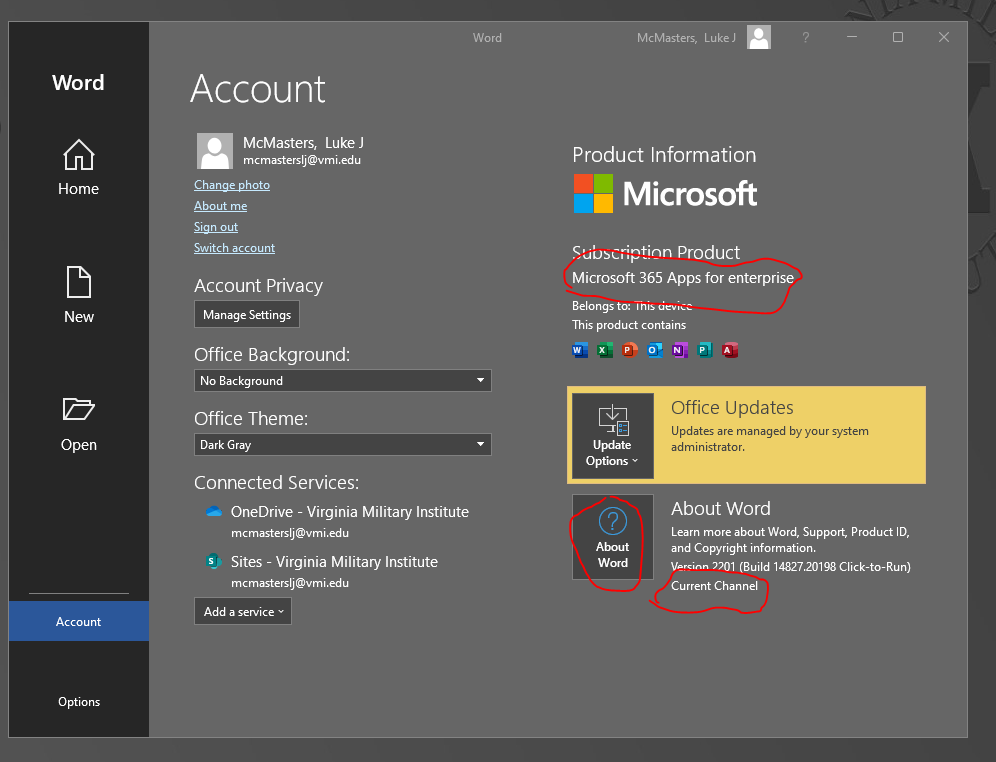 Word
McMasters, Luke J
?
Word
Account
Home
New
Open
Account
Options
McMasters, Luke J
mcmasterslj@vmi.edu
Change photo
About me
Sign out
Switch account
Account Privacy
Manage Settings
Office Background:
No Background
Office Theme:
Dark Gray
Connected Services:
OneDrive - Virginia Military Institute
mcmasterslj@vmi.edu
S
Sites - Virginia Military Institute
mcmasterslj@vmi.edu
Add a service
Product Information
Microsoft
Subscription Product
Microsoft 365 Apps for enterprise
Belongs to: This device
This product contains
W X P O N P A
Update
Options
Office Updates
Updates are managed by your system
administrator.
?
About
Word
About Word
Learn more about Word, Support, Product ID,
and Copyright information.
Version 2201 (Build 14827.20198 Click-to-Run)
Current Channel